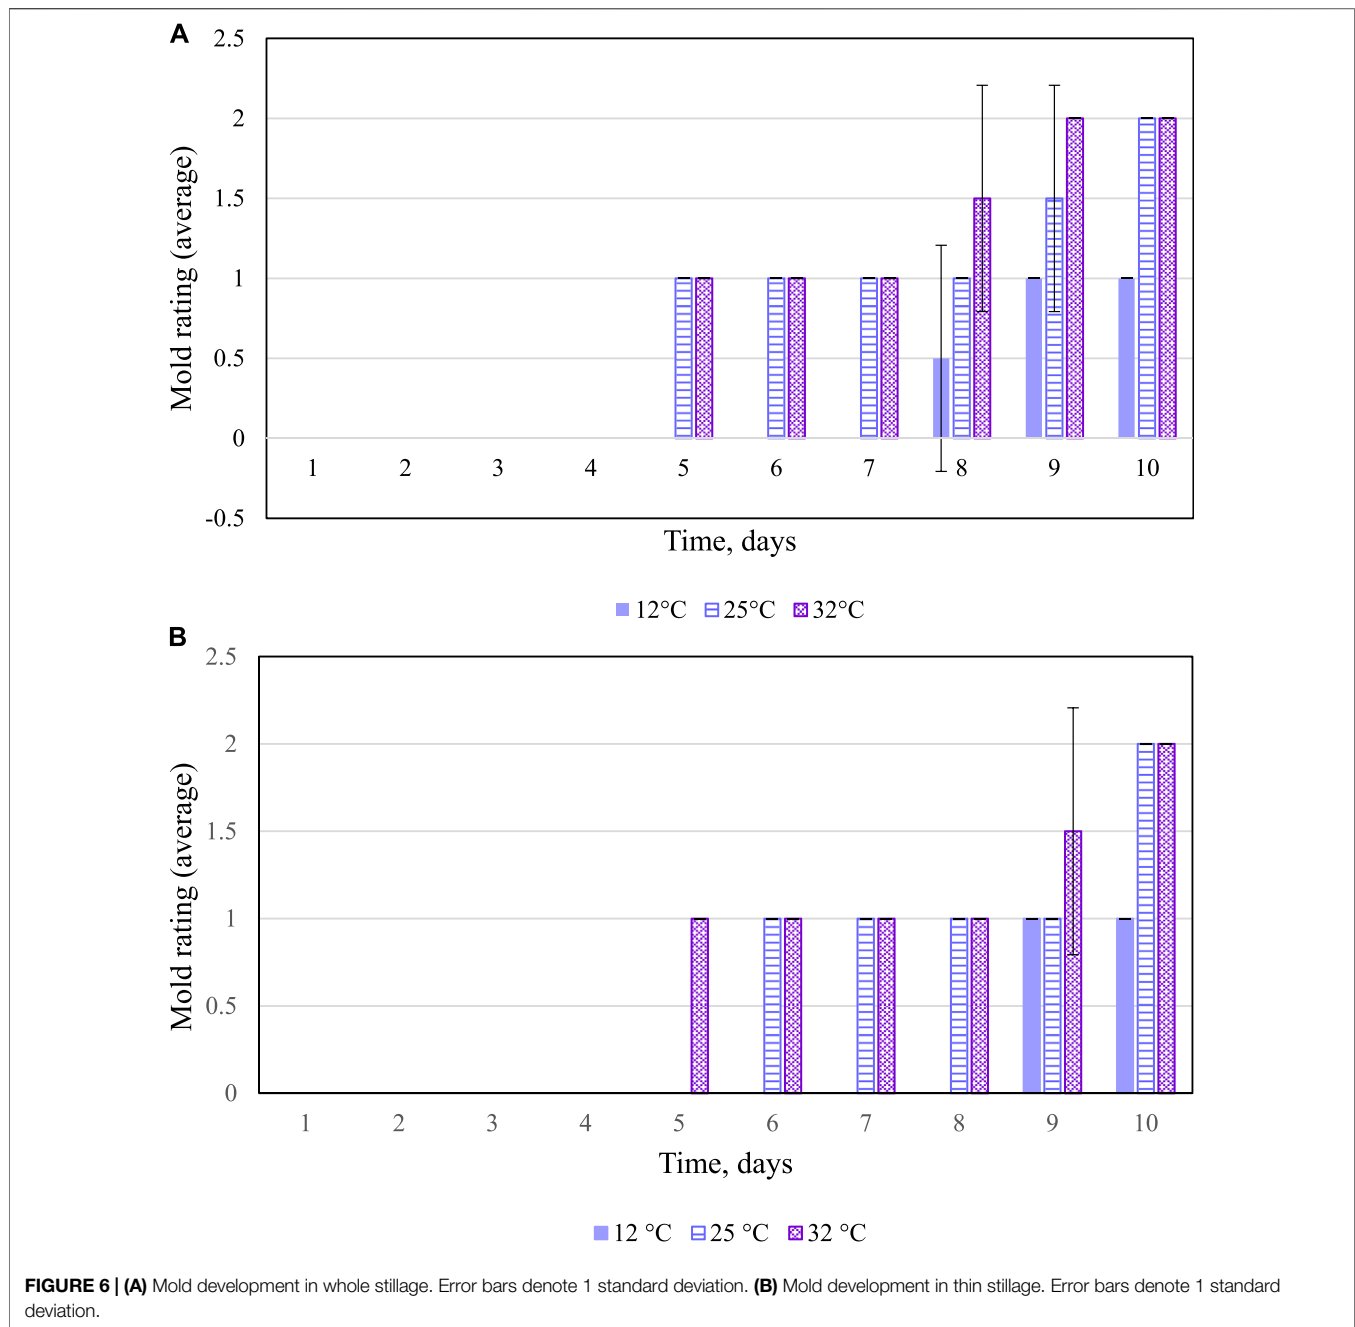 A
2.5
2
1.5
1
0.5
0
-0.5
Mold rating (average)
1 2 3 4 5 6 7 8 9 10
Time, days
12°C 25°C 32°C
B
2.5
2
1.5
1
0.5
0
Mold rating (average)
1 2 3 4 5 6 7 8 9 10
Time, days
12 °C 25 °C 32 °C
FIGURE 6 | (A) Mold development in whole stillage. Error bars denote 1 standard deviation. (B) Mold development in thin stillage. Error bars denote 1 standard
deviation.